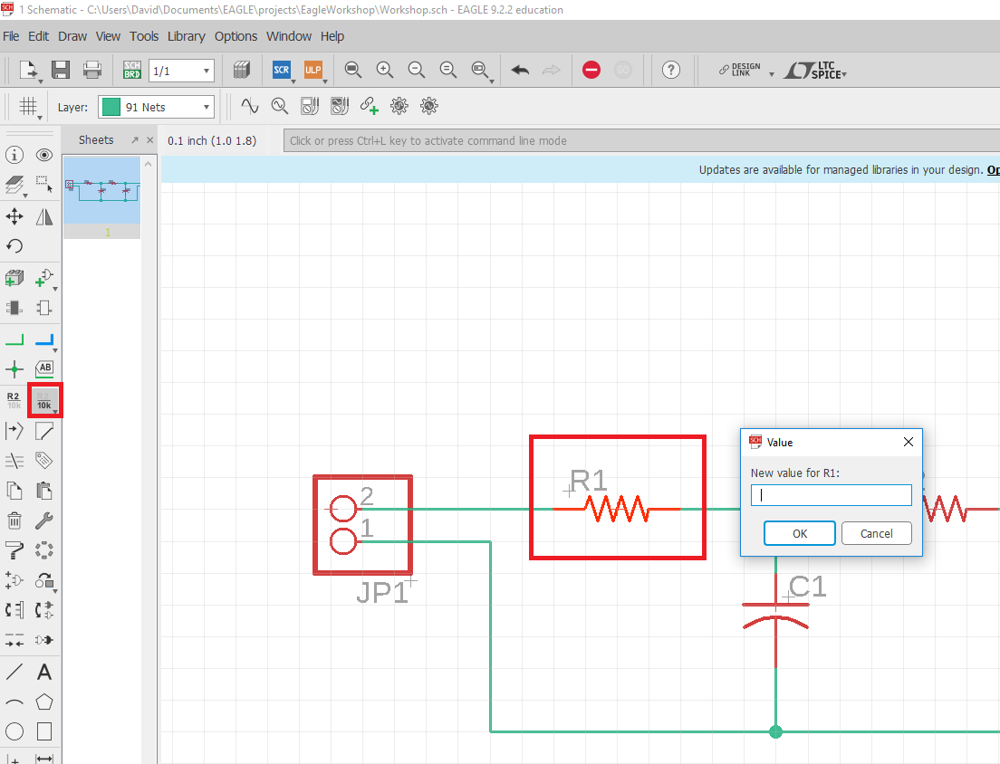 1 Schematic - C:\Users\David\Documents\EAGLE\projects\EagleWorkshop\Workshop.sch - EAGLE 9.2.2 education
File Edit Draw View Tools Library Options Window Help
SCH BRD 1/1 SCR ULP GO ? DESIGN LINK LTC SPICE
Layer: 91 Nets
Sheets 0.1 inch (1.0 1.8) Click or press Ctrl+L key to activate command line mode
Updates are available for managed libraries in your design. Op
1
AB
R2 R2
10k 10k
SCH Value
R1
New value for R1:
2
1
OK Cancel
JP1
C1
A